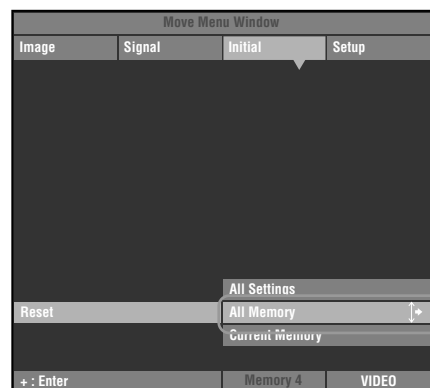 Move Menu Window
Image Signal Initial Setup
All Settings
Reset All Memory
Current Memory
+ : Enter Memory 4 VIDEO